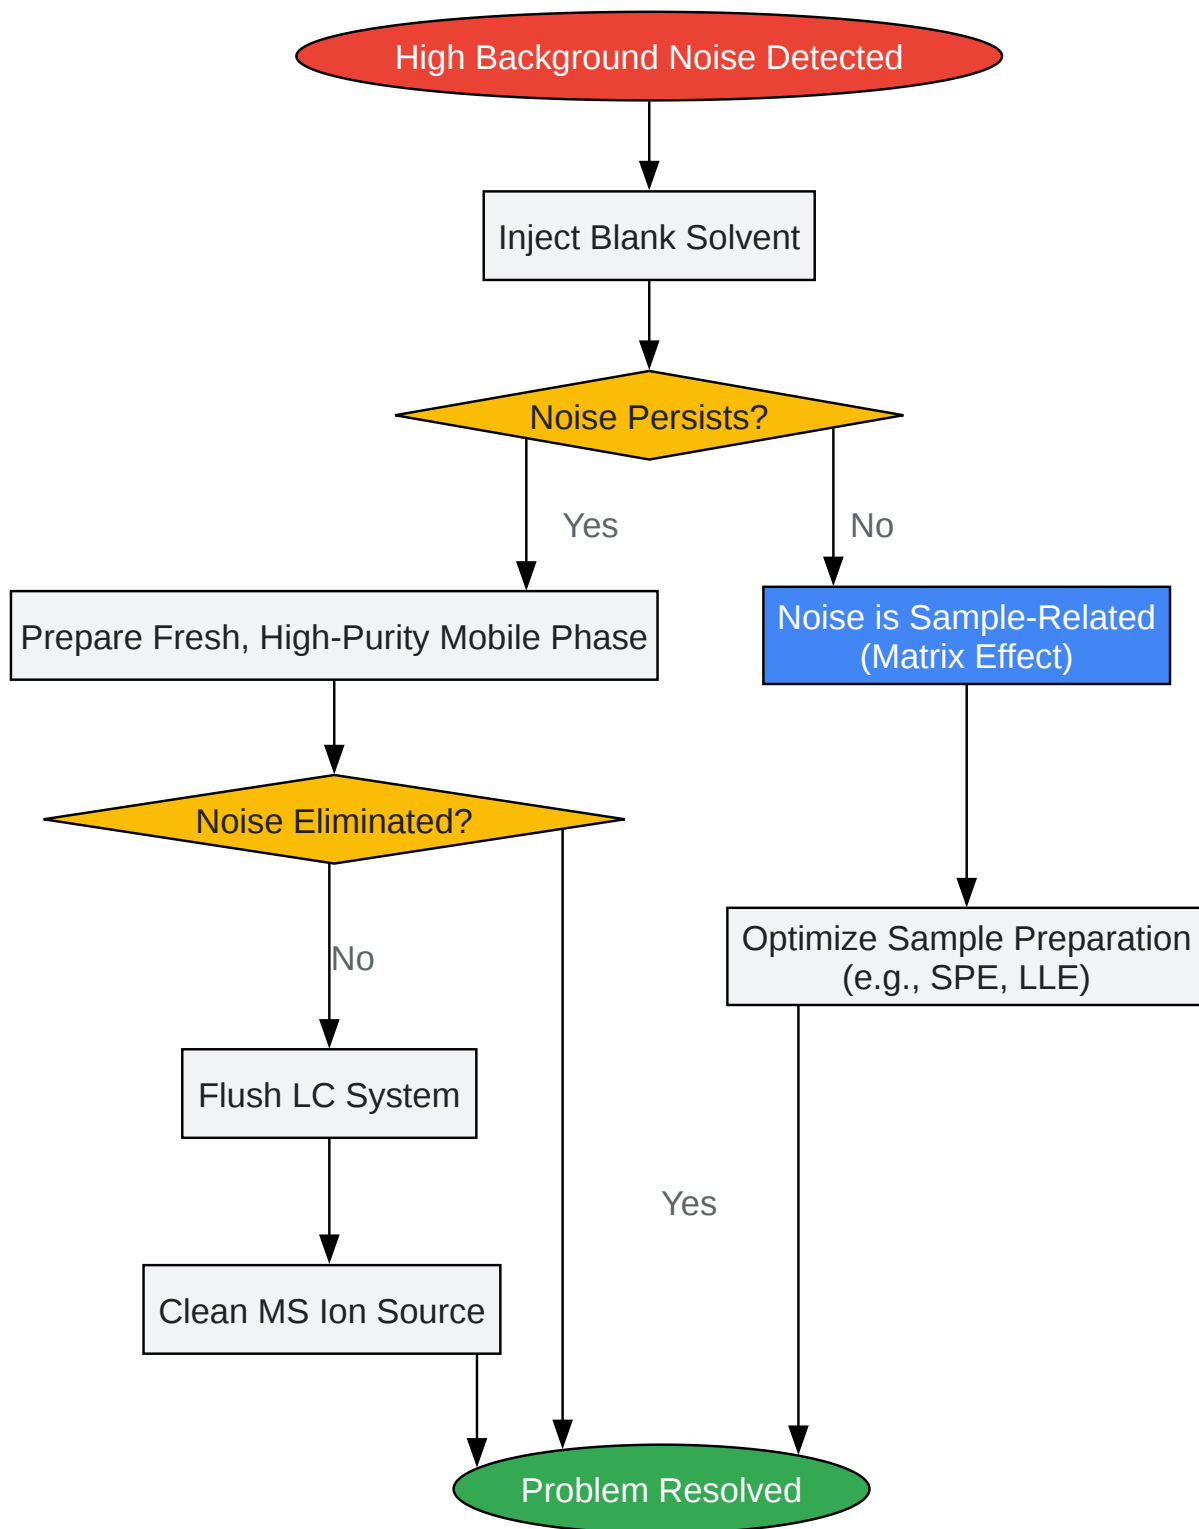 High Background Noise Detected
Inject Blank Solvent
Noise Persists?
Yes
No
Prepare Fresh, High-Purity Mobile Phase
Noise is Sample-Related
(Matrix Effect)
Noise Eliminated?
No
Optimize Sample Preparation
(e.g., SPE, LLE)
Flush LC System
Yes
Clean MS Ion Source
Problem Resolved